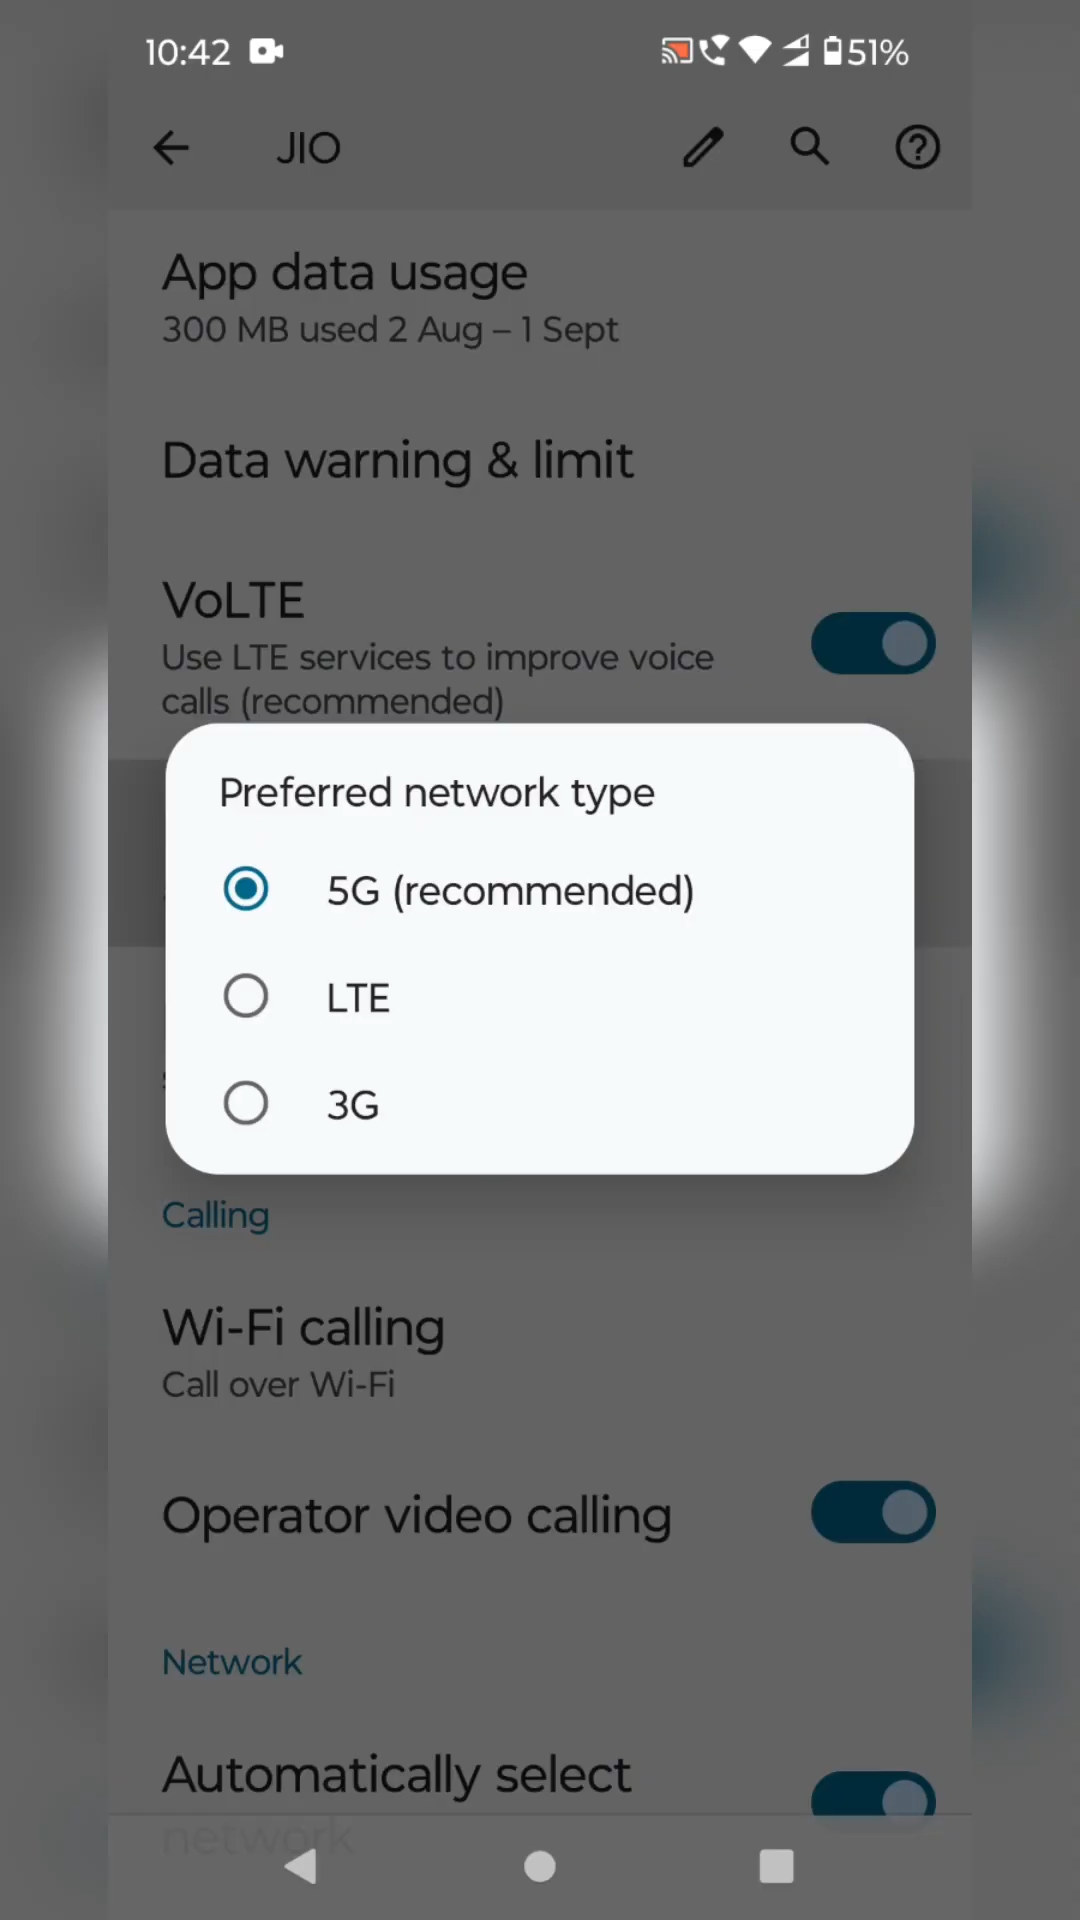 10:42
51%
JIO
App data usage
300 MB used 2 Aug – 1 Sept
Data warning & limit
VoLTE
Use LTE services to improve voice
calls (recommended)
Preferred network type
5G (recommended)
LTE
3G
Calling
Wi-Fi calling
Call over Wi-Fi
Operator video calling
Network
Automatically select
network